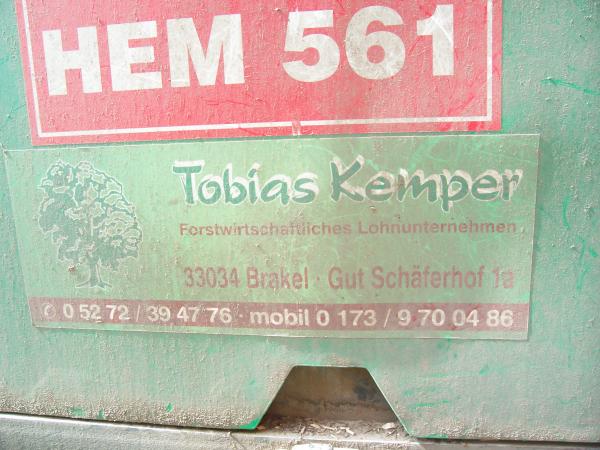 HEM 561
Tobias Kemper
Forstwirtschaftliches Lohnunternehmen
33034 Brakel · Gut Schäferhof 1a
✆ 0 52 72 / 39 47 76 · mobil 0 173 / 9 70 04 86